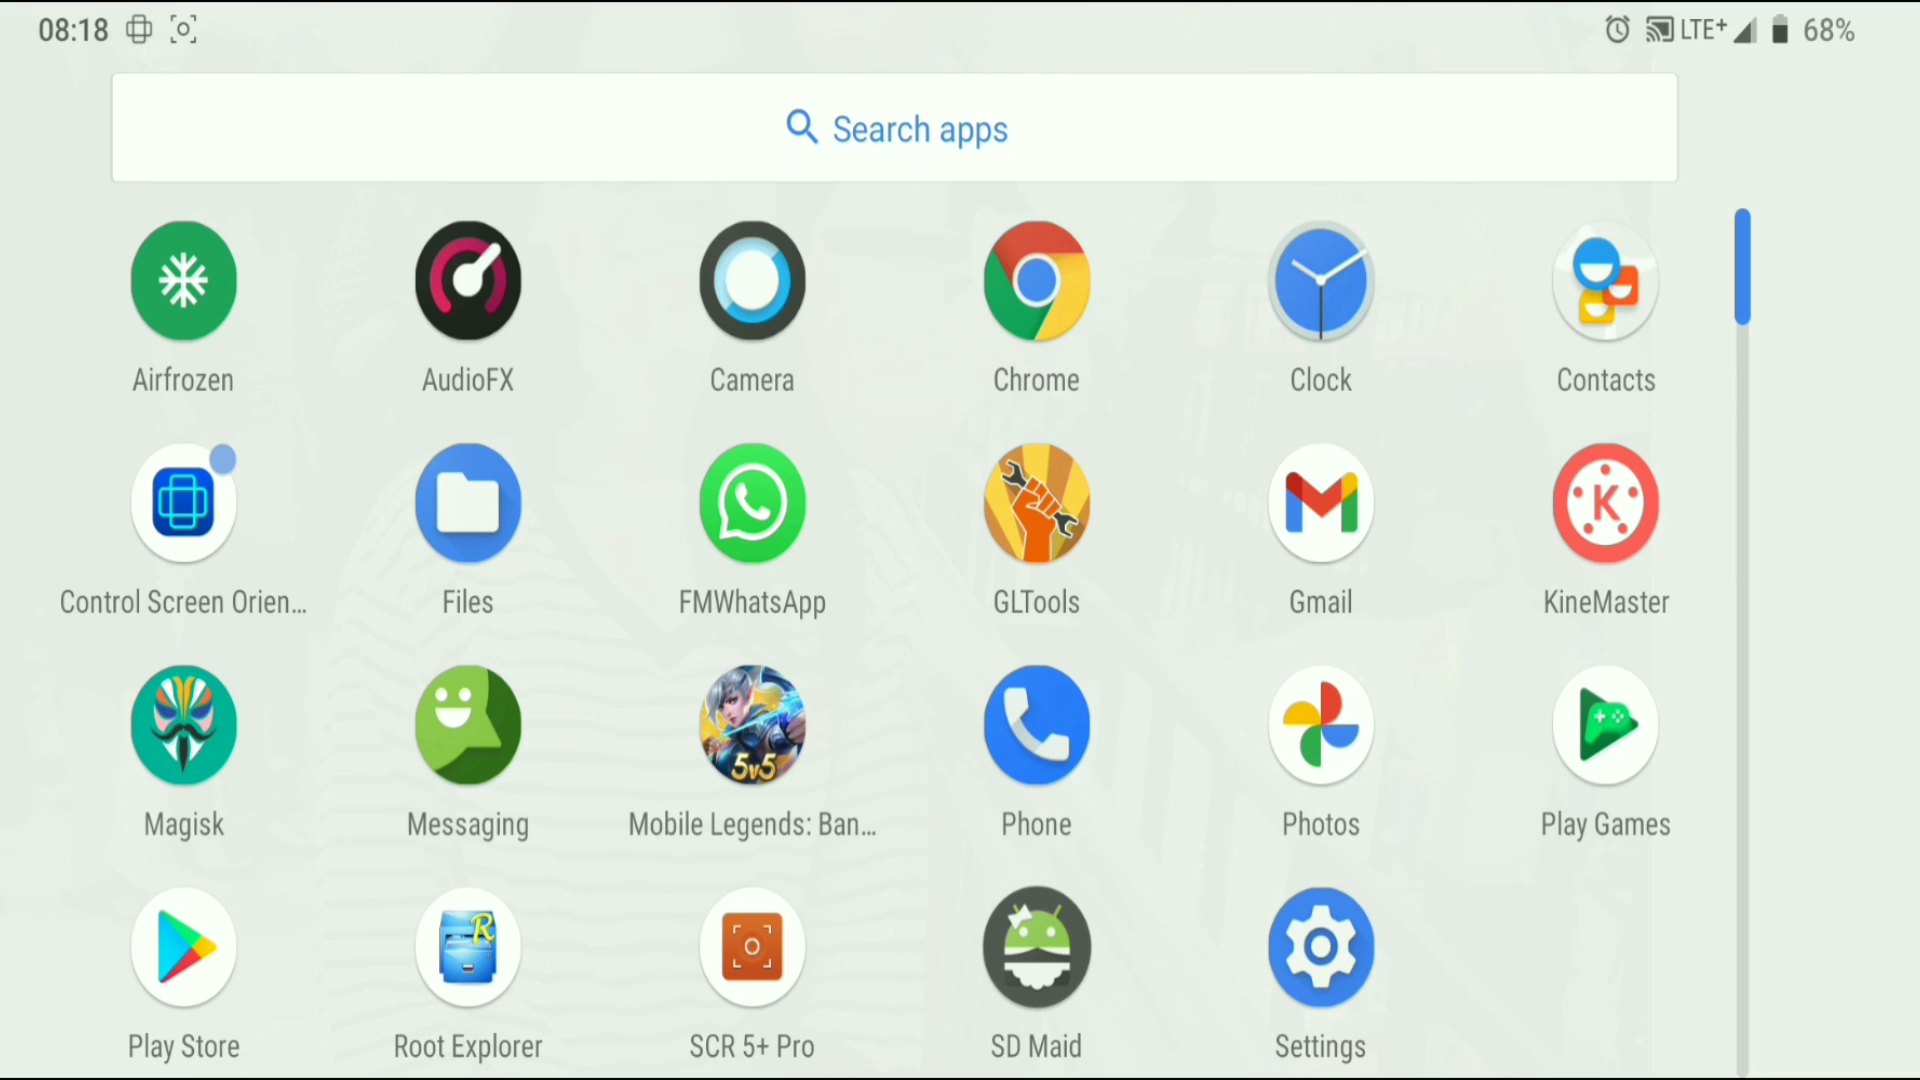 08:18 LTE+ 68%
Search apps
Airfrozen AudioFX Camera Chrome Clock Contacts
Control Screen Orien... Files FMWhatsApp GLTools Gmail KineMaster
K
5v5
Magisk Messaging Mobile Legends: Ban... Phone Photos Play Games
R
Play Store Root Explorer SCR 5+ Pro SD Maid Settings